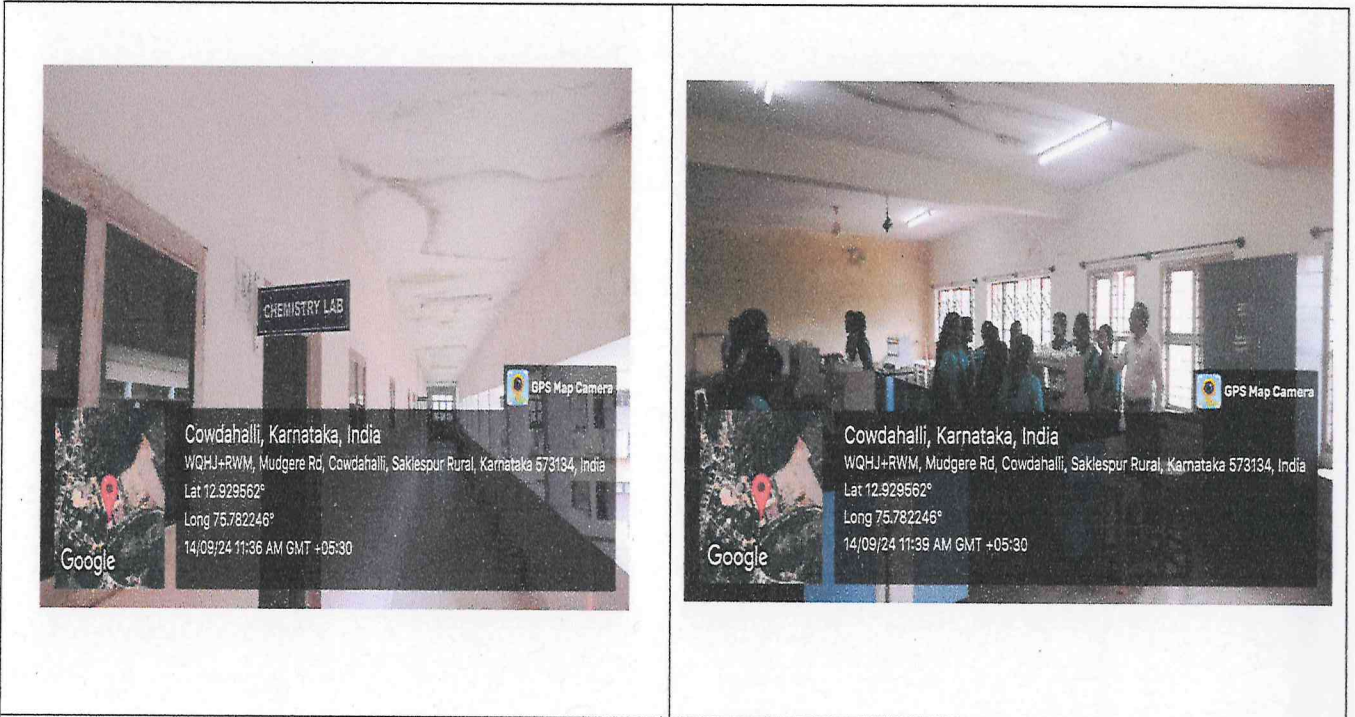 CHEMISTRY LAB
GPS Map Camera
Cowdahalli, Karnataka, India
WQHJ+RWM, Mudgere Rd, Cowdahalli, Saklespur Rural, Karnataka 573134, India
Lat 12.929562°
Long 75.782246°
14/09/24 11:36 AM GMT +05:30
Google
GPS Map Camera
Cowdahalli, Karnataka, India
WQHJ+RWM, Mudgere Rd, Cowdahalli, Saklespur Rural, Karnataka 573134, India
Lat 12.929562°
Long 75.782246°
14/09/24 11:39 AM GMT +05:30
Google